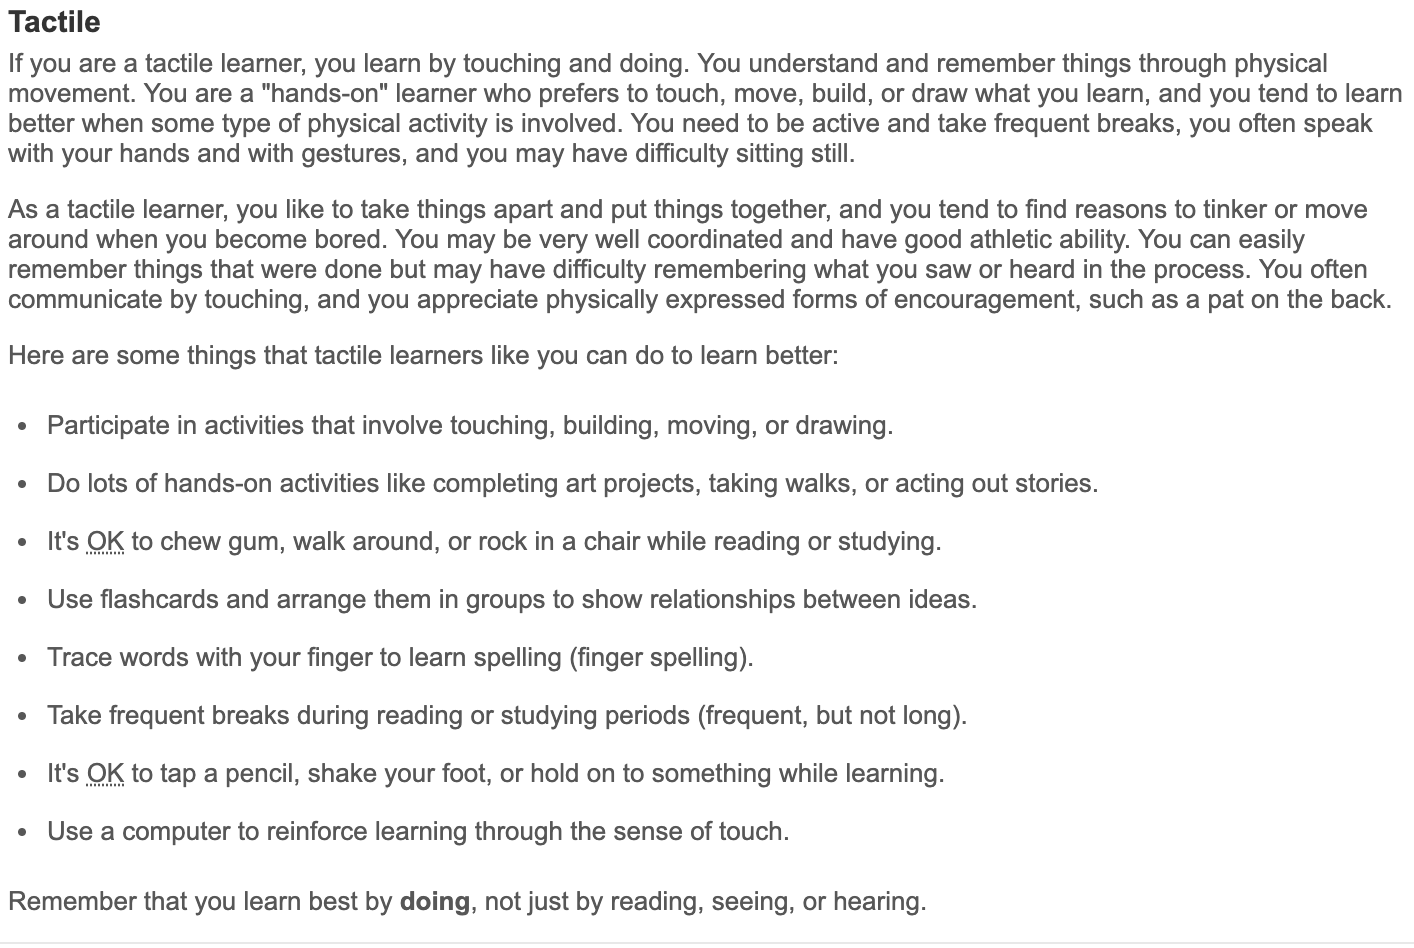 Tactile
If you are a tactile learner, you learn by touching and doing. You understand and remember things through physical
movement. You are a "hands-on" learner who prefers to touch, move, build, or draw what you learn, and you tend to learn
better when some type of physical activity is involved. You need to be active and take frequent breaks, you often speak
with your hands and with gestures, and you may have difficulty sitting still.
As a tactile learner, you like to take things apart and put things together, and you tend to find reasons to tinker or move
around when you become bored. You may be very well coordinated and have good athletic ability. You can easily
remember things that were done but may have difficulty remembering what you saw or heard in the process. You often
communicate by touching, and you appreciate physically expressed forms of encouragement, such as a pat on the back.
Here are some things that tactile learners like you can do to learn better:
• Participate in activities that involve touching, building, moving, or drawing.
• Do lots of hands-on activities like completing art projects, taking walks, or acting out stories.
• It's OK to chew gum, walk around, or rock in a chair while reading or studying.
• Use flashcards and arrange them in groups to show relationships between ideas.
• Trace words with your finger to learn spelling (finger spelling).
• Take frequent breaks during reading or studying periods (frequent, but not long).
• It's OK to tap a pencil, shake your foot, or hold on to something while learning.
• Use a computer to reinforce learning through the sense of touch.
Remember that you learn best by doing, not just by reading, seeing, or hearing.